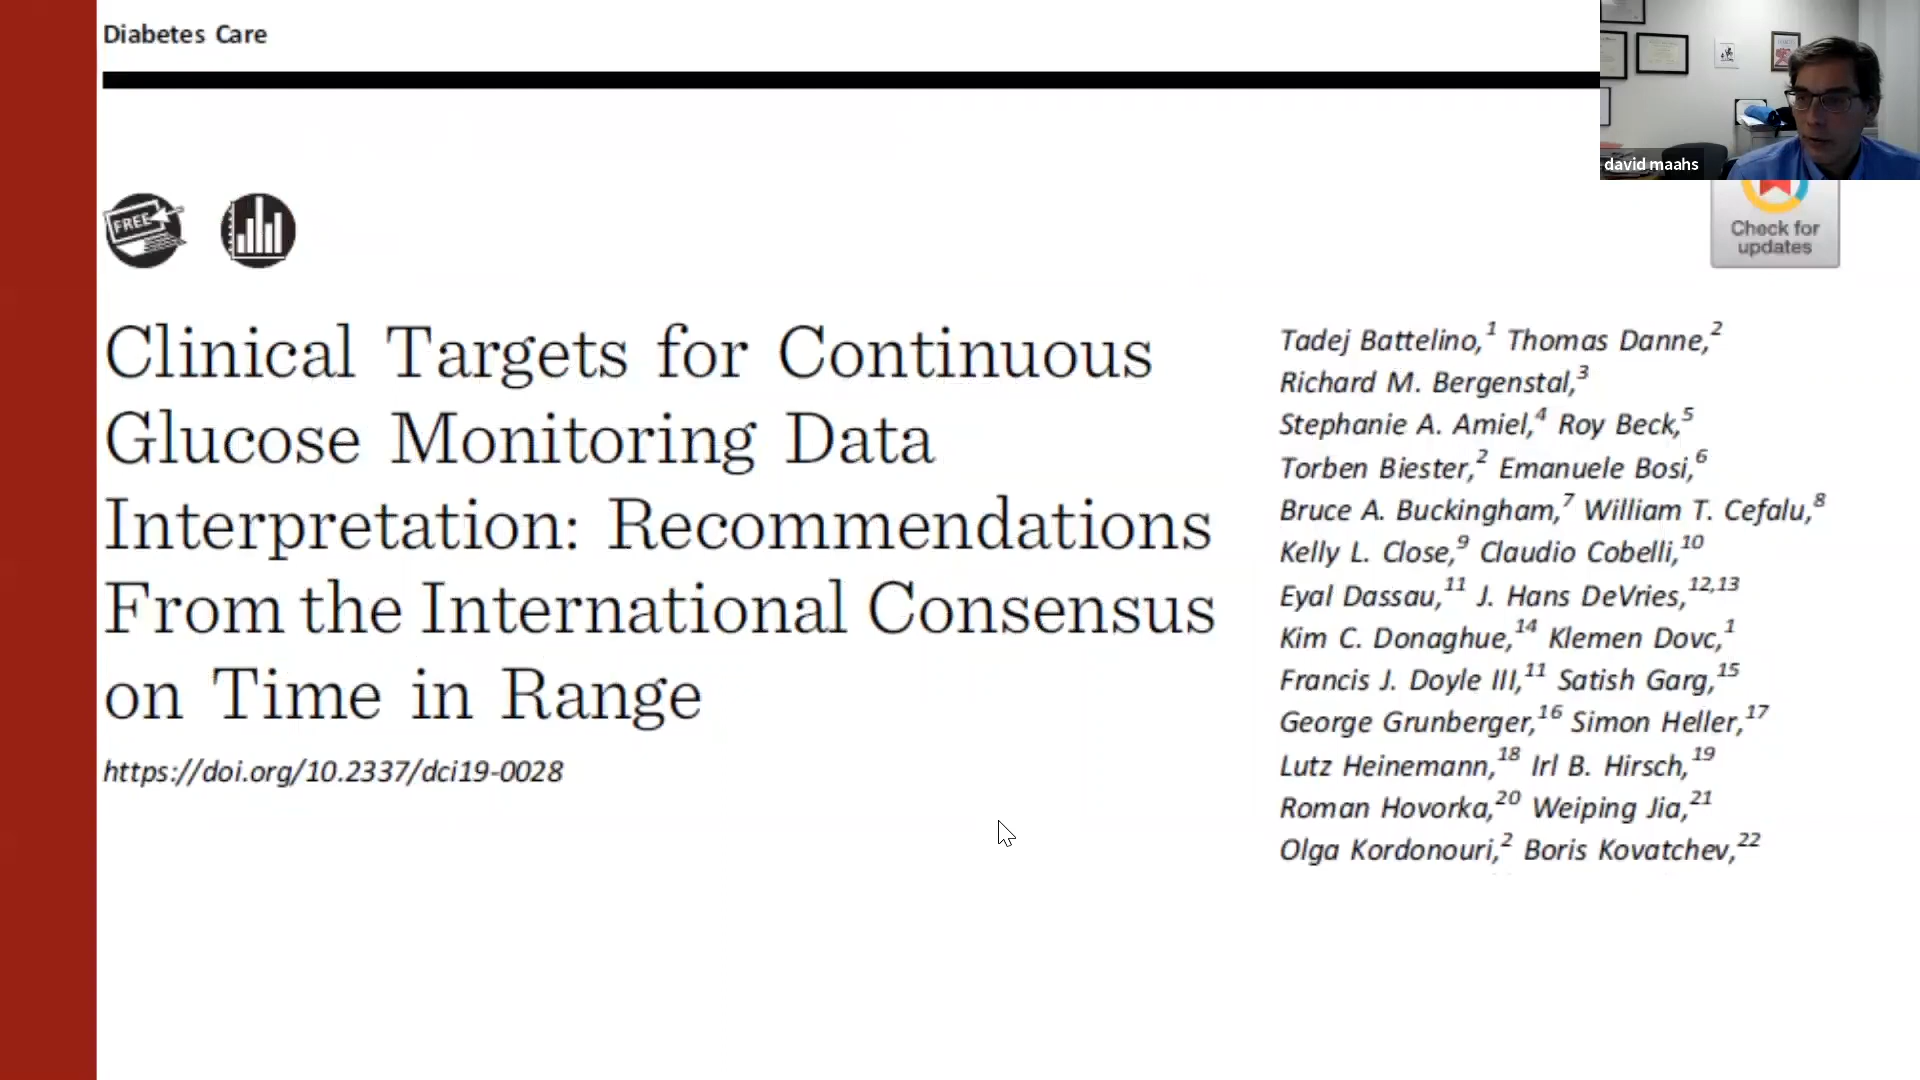 Diabetes Care
david maahs
FREE
Check for
updates
Clinical Targets for Continuous
Glucose Monitoring Data
Interpretation: Recommendations
From the International Consensus
on Time in Range
https://doi.org/10.2337/dci19-0028
Tadej Battelino,¹ Thomas Danne,²
Richard M. Bergenstal,³
Stephanie A. Amiel,⁴ Roy Beck,⁵
Torben Biester,² Emanuele Bosi,⁶
Bruce A. Buckingham,⁷ William T. Cefalu,⁸
Kelly L. Close,⁹ Claudio Cobelli,¹⁰
Eyal Dassau,¹¹ J. Hans DeVries,¹²,¹³
Kim C. Donaghue,¹⁴ Klemen Dovc,¹
Francis J. Doyle III,¹¹ Satish Garg,¹⁵
George Grunberger,¹⁶ Simon Heller,¹⁷
Lutz Heinemann,¹⁸ Irl B. Hirsch,¹⁹
Roman Hovorka,²⁰ Weiping Jia,²¹
Olga Kordonouri,² Boris Kovatchev,²²